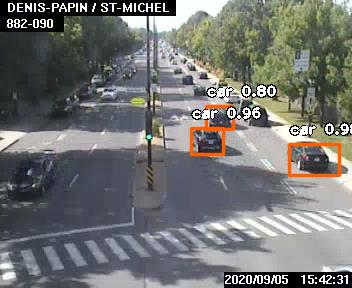 DENIS-PAPIN / ST-MICHEL
882-090
car 0.80
car 0.96
car 0.98
2020/09/05 15:42:31